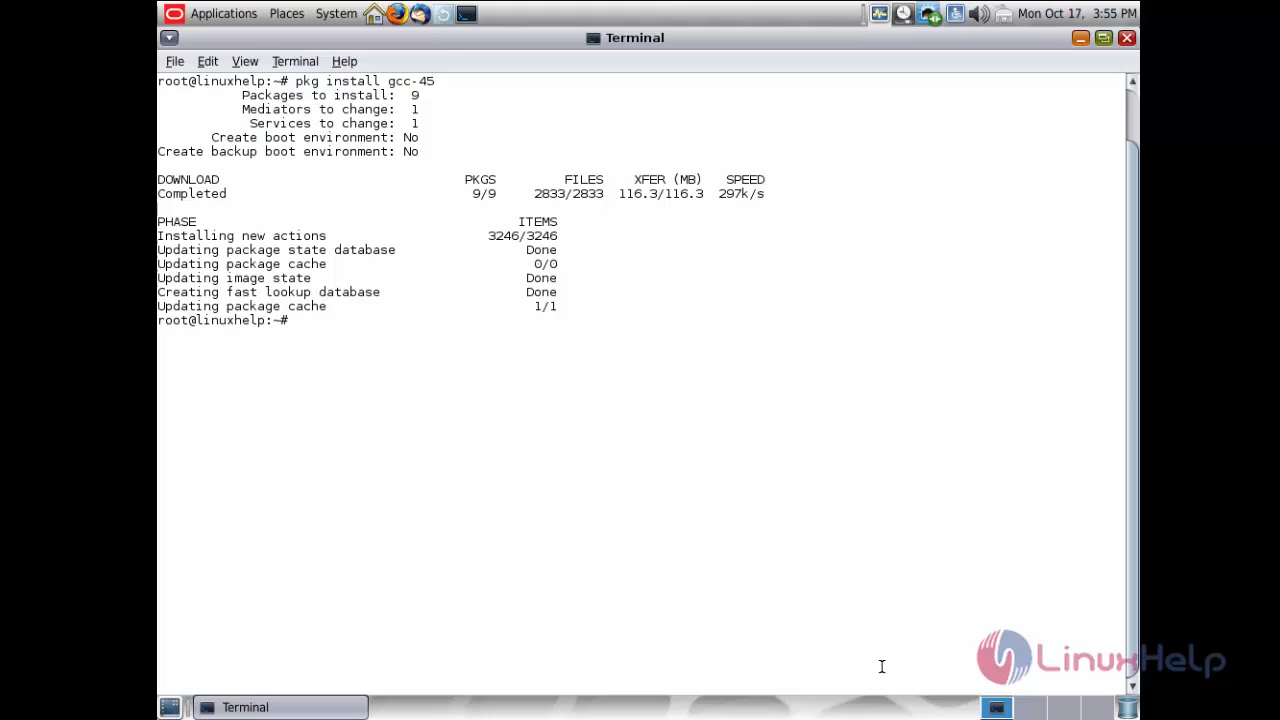 Applications Places System Mon Oct 17, 3:55 PM
Terminal
File Edit View Terminal Help
root@linuxhelp:~# pkg install gcc-45
Packages to install: 9
Mediators to change: 1
Services to change: 1
Create boot environment: No
Create backup boot environment: No
DOWNLOAD PKGS FILES XFER (MB) SPEED
Completed 9/9 2833/2833 116.3/116.3 297k/s
PHASE ITEMS
Installing new actions 3246/3246
Updating package state database Done
Updating package cache 0/0
Updating image state Done
Creating fast lookup database Done
Updating package cache 1/1
root@linuxhelp:~#
LinuxHelp
Terminal